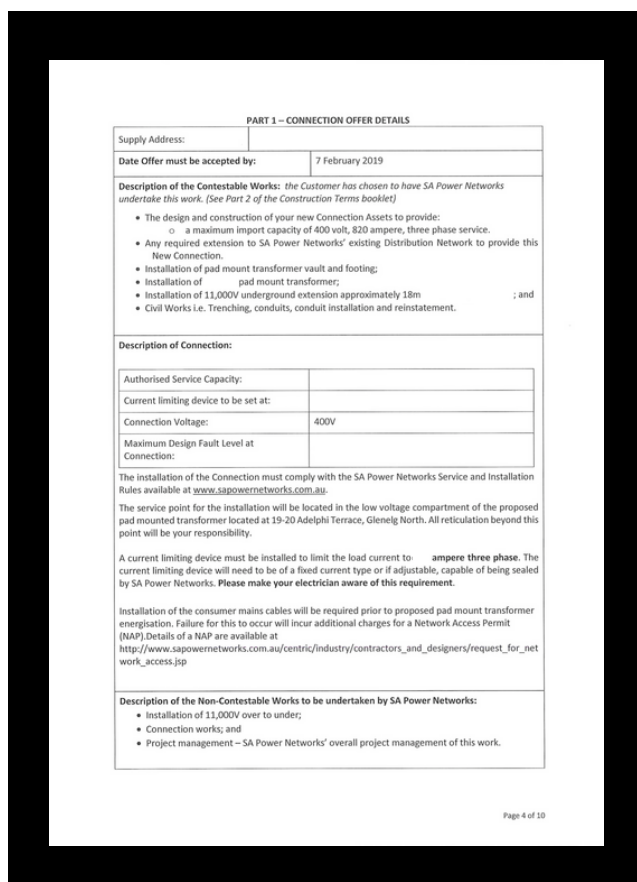 PART 1 – CONNECTION OFFER DETAILS
Supply Address:
Date Offer must be accepted by: 7 February 2019
Description of the Contestable Works: the Customer has chosen to have SA Power Networks
undertake this work. (See Part 2 of the Construction Terms booklet)
• The design and construction of your new Connection Assets to provide:
o a maximum import capacity of 400 volt, 820 ampere, three phase service.
• Any required extension to SA Power Networks' existing Distribution Network to provide this
New Connection.
• Installation of pad mount transformer vault and footing;
• Installation of pad mount transformer;
• Installation of 11,000V underground extension approximately 18m ; and
• Civil Works i.e. Trenching, conduits, conduit installation and reinstatement.
Description of Connection:
Authorised Service Capacity:
Current limiting device to be set at:
Connection Voltage: 400V
Maximum Design Fault Level at
Connection:
The installation of the Connection must comply with the SA Power Networks Service and Installation
Rules available at www.sapowernetworks.com.au.
The service point for the installation will be located in the low voltage compartment of the proposed
pad mounted transformer located at 19-20 Adelphi Terrace, Glenelg North. All reticulation beyond this
point will be your responsibility.
A current limiting device must be installed to limit the load current to ampere three phase. The
current limiting device will need to be of a fixed current type or if adjustable, capable of being sealed
by SA Power Networks. Please make your electrician aware of this requirement.
Installation of the consumer mains cables will be required prior to proposed pad mount transformer
energisation. Failure for this to occur will incur additional charges for a Network Access Permit
(NAP).Details of a NAP are available at
http://www.sapowernetworks.com.au/centric/industry/contractors_and_designers/request_for_net
work_access.jsp
Description of the Non-Contestable Works to be undertaken by SA Power Networks:
• Installation of 11,000V over to under;
• Connection works; and
• Project management – SA Power Networks' overall project management of this work.
Page 4 of 10